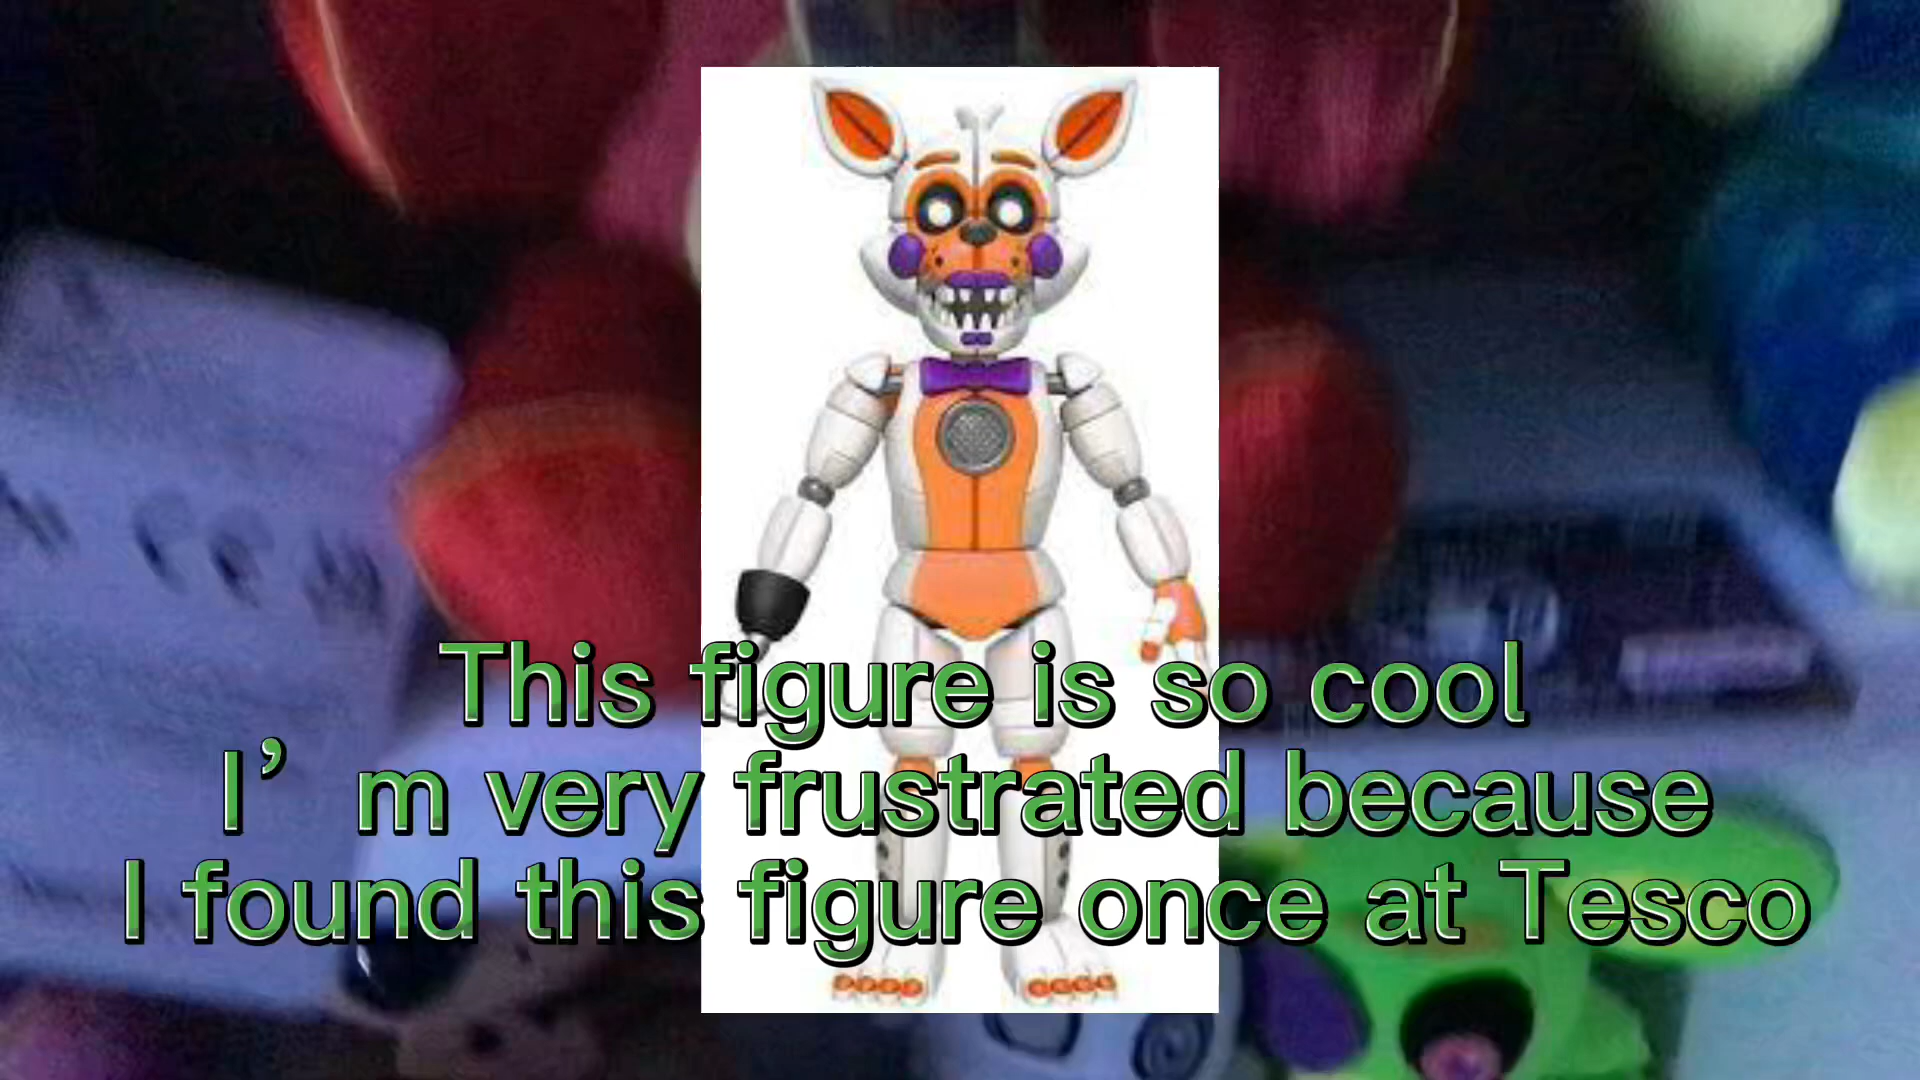 This figure is so cool
I’m very frustrated because
I found this figure once at Tesco